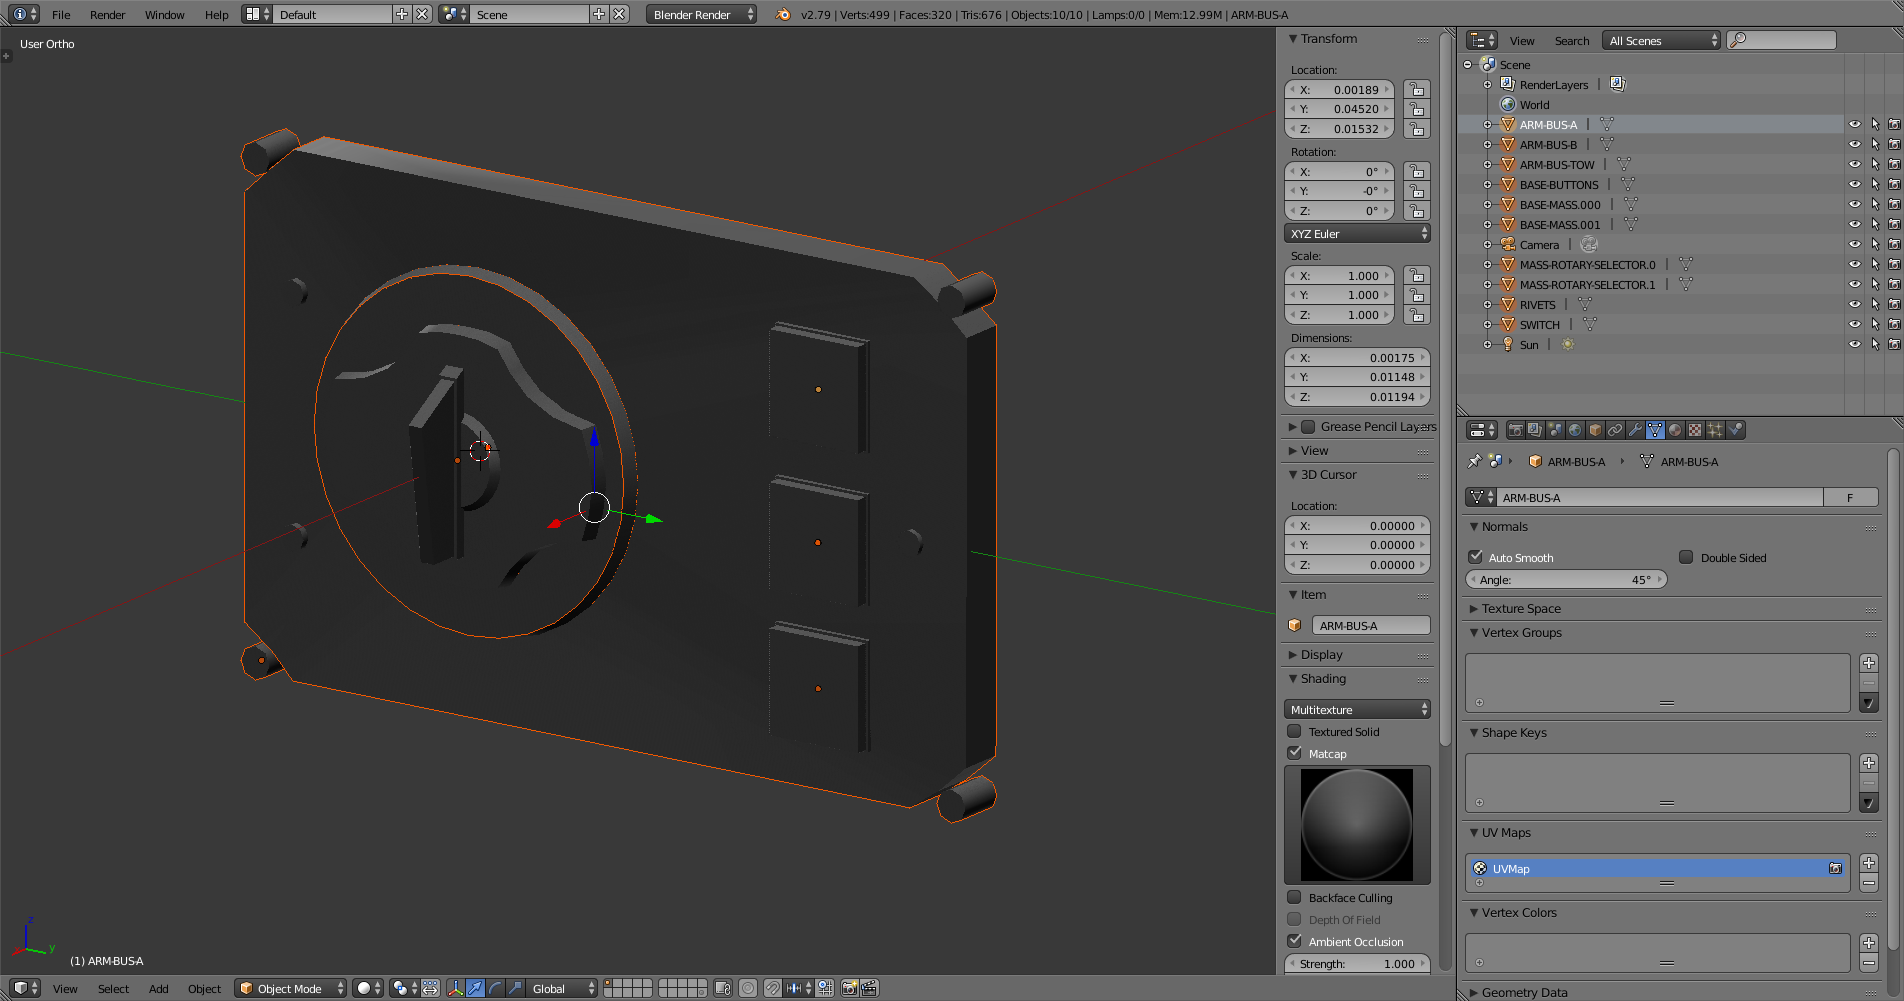 File Render Window Help Default Scene Blender Render v2.79 | Verts:499 | Faces:320 | Tris:676 | Objects:10/10 | Lamps:0/0 | Mem:12.99M | ARM-BUS-A
User Ortho
z
y
(1) ARM-BUS-A
View Select Add Object Object Mode Global
Transform
Location:
X: 0.00189
Y: 0.04520
Z: 0.01532
Rotation:
X: 0°
Y: -0°
Z: 0°
XYZ Euler
Scale:
X: 1.000
Y: 1.000
Z: 1.000
Dimensions:
X: 0.00175
Y: 0.01148
Z: 0.01194
Grease Pencil Layers
View
3D Cursor
Location:
X: 0.00000
Y: 0.00000
Z: 0.00000
Item
ARM-BUS-A
Display
Shading
Multitexture
Textured Solid
Matcap
Backface Culling
Depth Of Field
Ambient Occlusion
Strength: 1.000
View Search All Scenes
Scene
RenderLayers |
World
ARM-BUS-A |
ARM-BUS-B |
ARM-BUS-TOW |
BASE-BUTTONS |
BASE-MASS.000 |
BASE-MASS.001 |
Camera |
MASS-ROTARY-SELECTOR.0 |
MASS-ROTARY-SELECTOR.1 |
RIVETS |
SWITCH |
Sun |
ARM-BUS-A ARM-BUS-A
ARM-BUS-A F
Normals
Auto Smooth Double Sided
Angle: 45°
Texture Space
Vertex Groups
Shape Keys
UV Maps
UVMap
Vertex Colors
Geometry Data